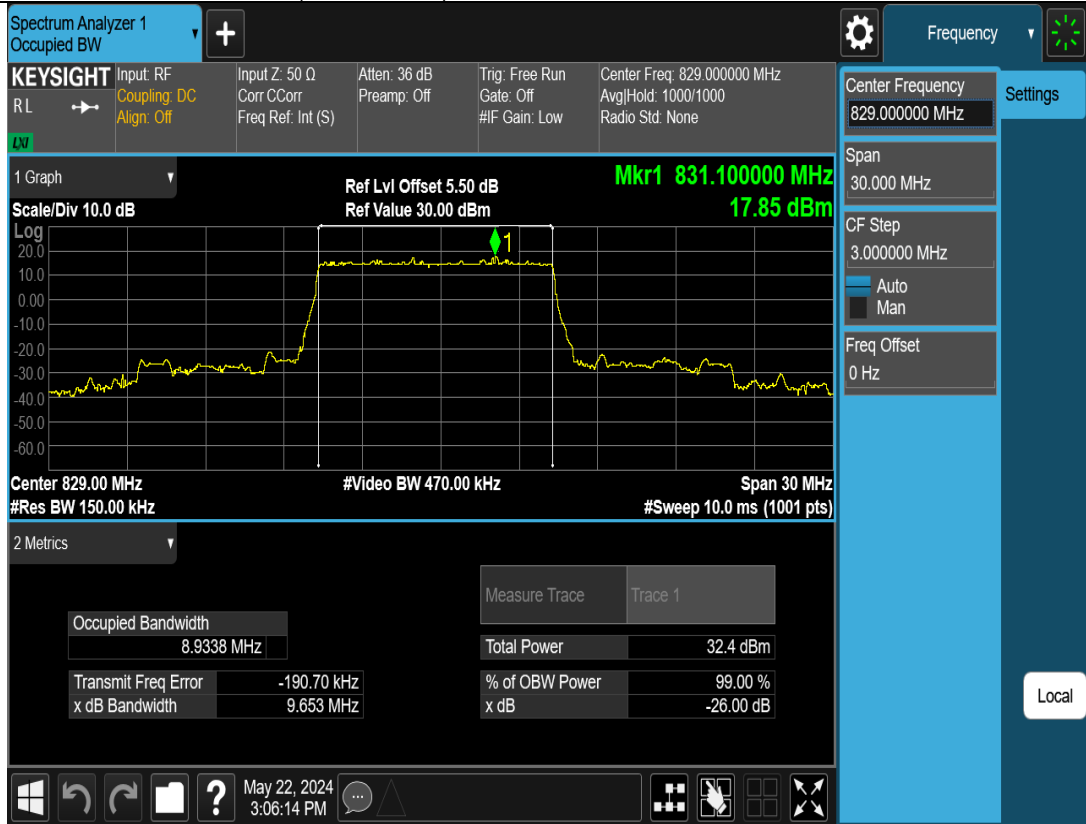 Spectrum Analyzer 1
Occupied BW
+
Frequency
KEYSIGHT
R L
LXI
Input: RF
Coupling: DC
Align: Off
Input Z: 50 Ω
Corr CCorr
Freq Ref: Int (S)
Atten: 36 dB
Preamp: Off
Trig: Free Run
Gate: Off
#IF Gain: Low
Center Freq: 829.000000 MHz
Avg|Hold: 1000/1000
Radio Std: None
1 Graph
Scale/Div 10.0 dB
Ref Lvl Offset 5.50 dB
Ref Value 30.00 dBm
Mkr1 831.100000 MHz
17.85 dBm
Log
1
20.0
10.0
0.00
-10.0
-20.0
-30.0
-40.0
-50.0
-60.0
Center 829.00 MHz
#Video BW 470.00 kHz
Span 30 MHz
#Res BW 150.00 kHz
#Sweep 10.0 ms (1001 pts)
2 Metrics
Measure Trace Trace 1
Occupied Bandwidth
8.9338 MHz
Total Power 32.4 dBm
Transmit Freq Error -190.70 kHz
% of OBW Power 99.00 %
x dB Bandwidth 9.653 MHz
x dB -26.00 dB
Center Frequency
829.000000 MHz
Settings
Span
30.000 MHz
CF Step
3.000000 MHz
Auto
Man
Freq Offset
0 Hz
Local
?
May 22, 2024
3:06:14 PM